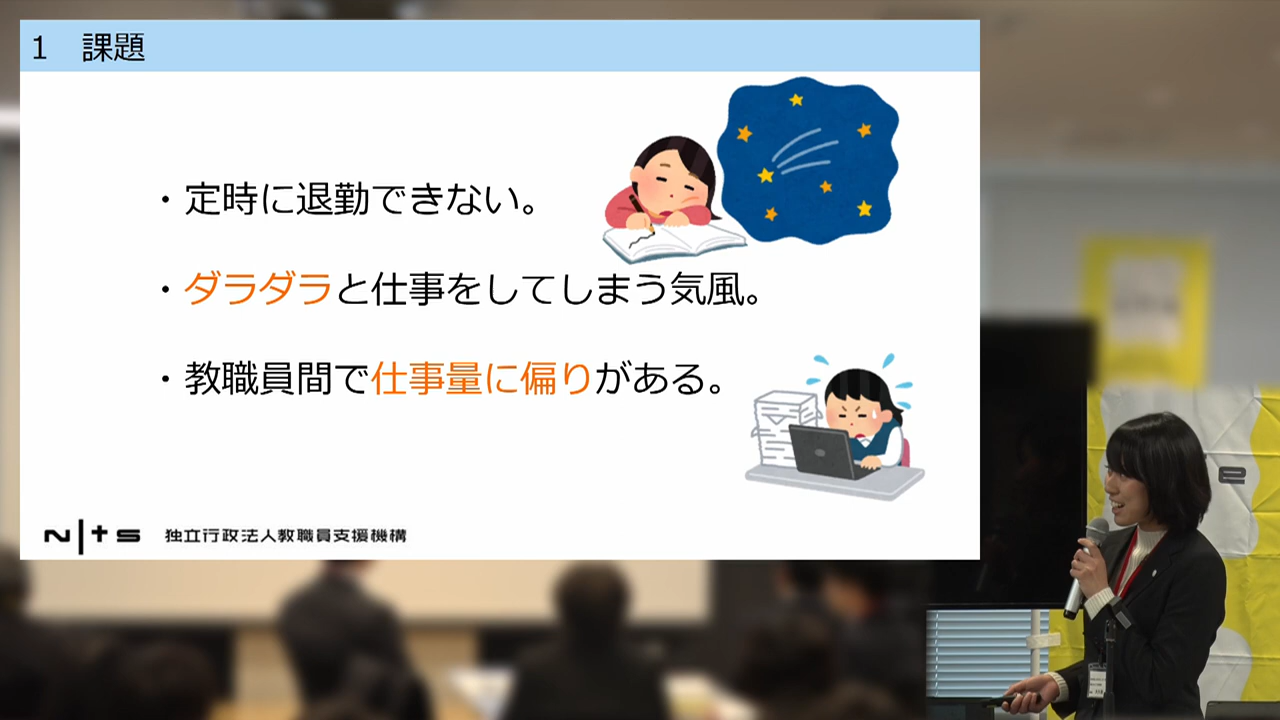 1 課題
・定時に退勤できない。
・ダラダラと仕事をしてしまう気風。
・教職員間で仕事量に偏りがある。
NITS 独立行政法人教職員支援機構
e